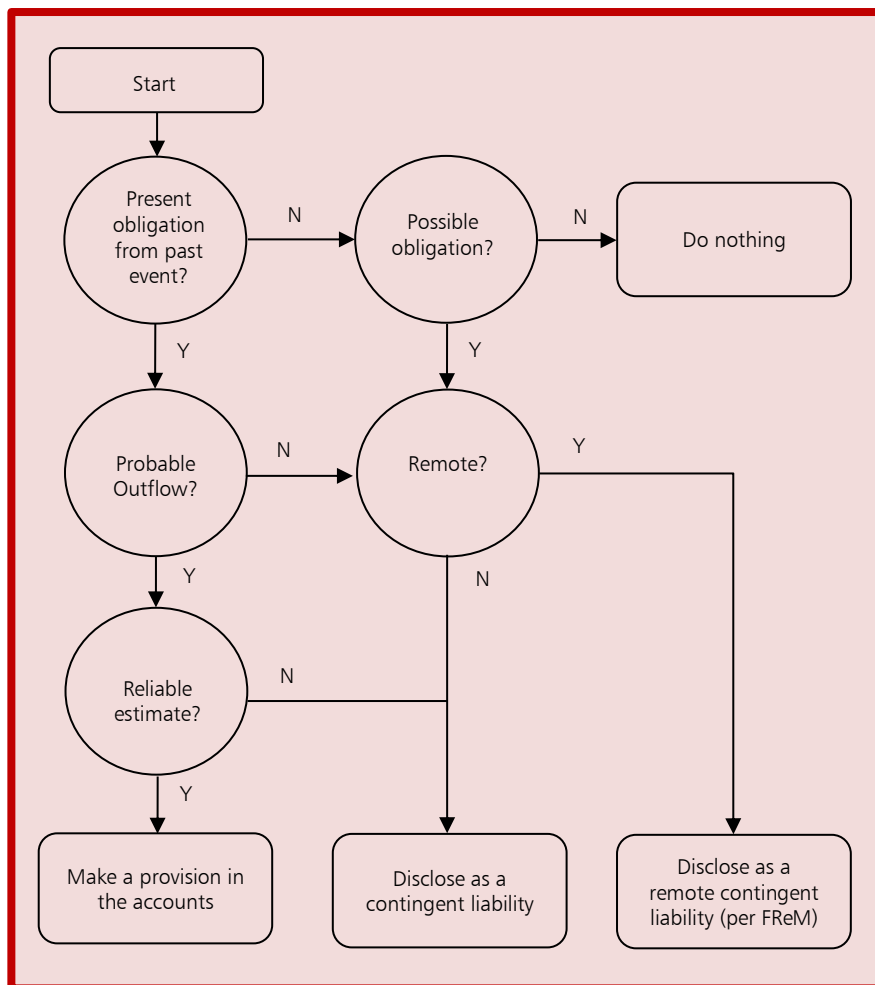 Start
Present
obligation
from past
event?
N
Possible
obligation?
N
Do nothing
Y
Y
Probable
Outflow?
N
Remote?
Y
Y
N
Reliable
estimate?
N
Y
Make a provision in
the accounts
Disclose as a
contingent liability
Disclose as a
remote contingent
liability (per FReM)